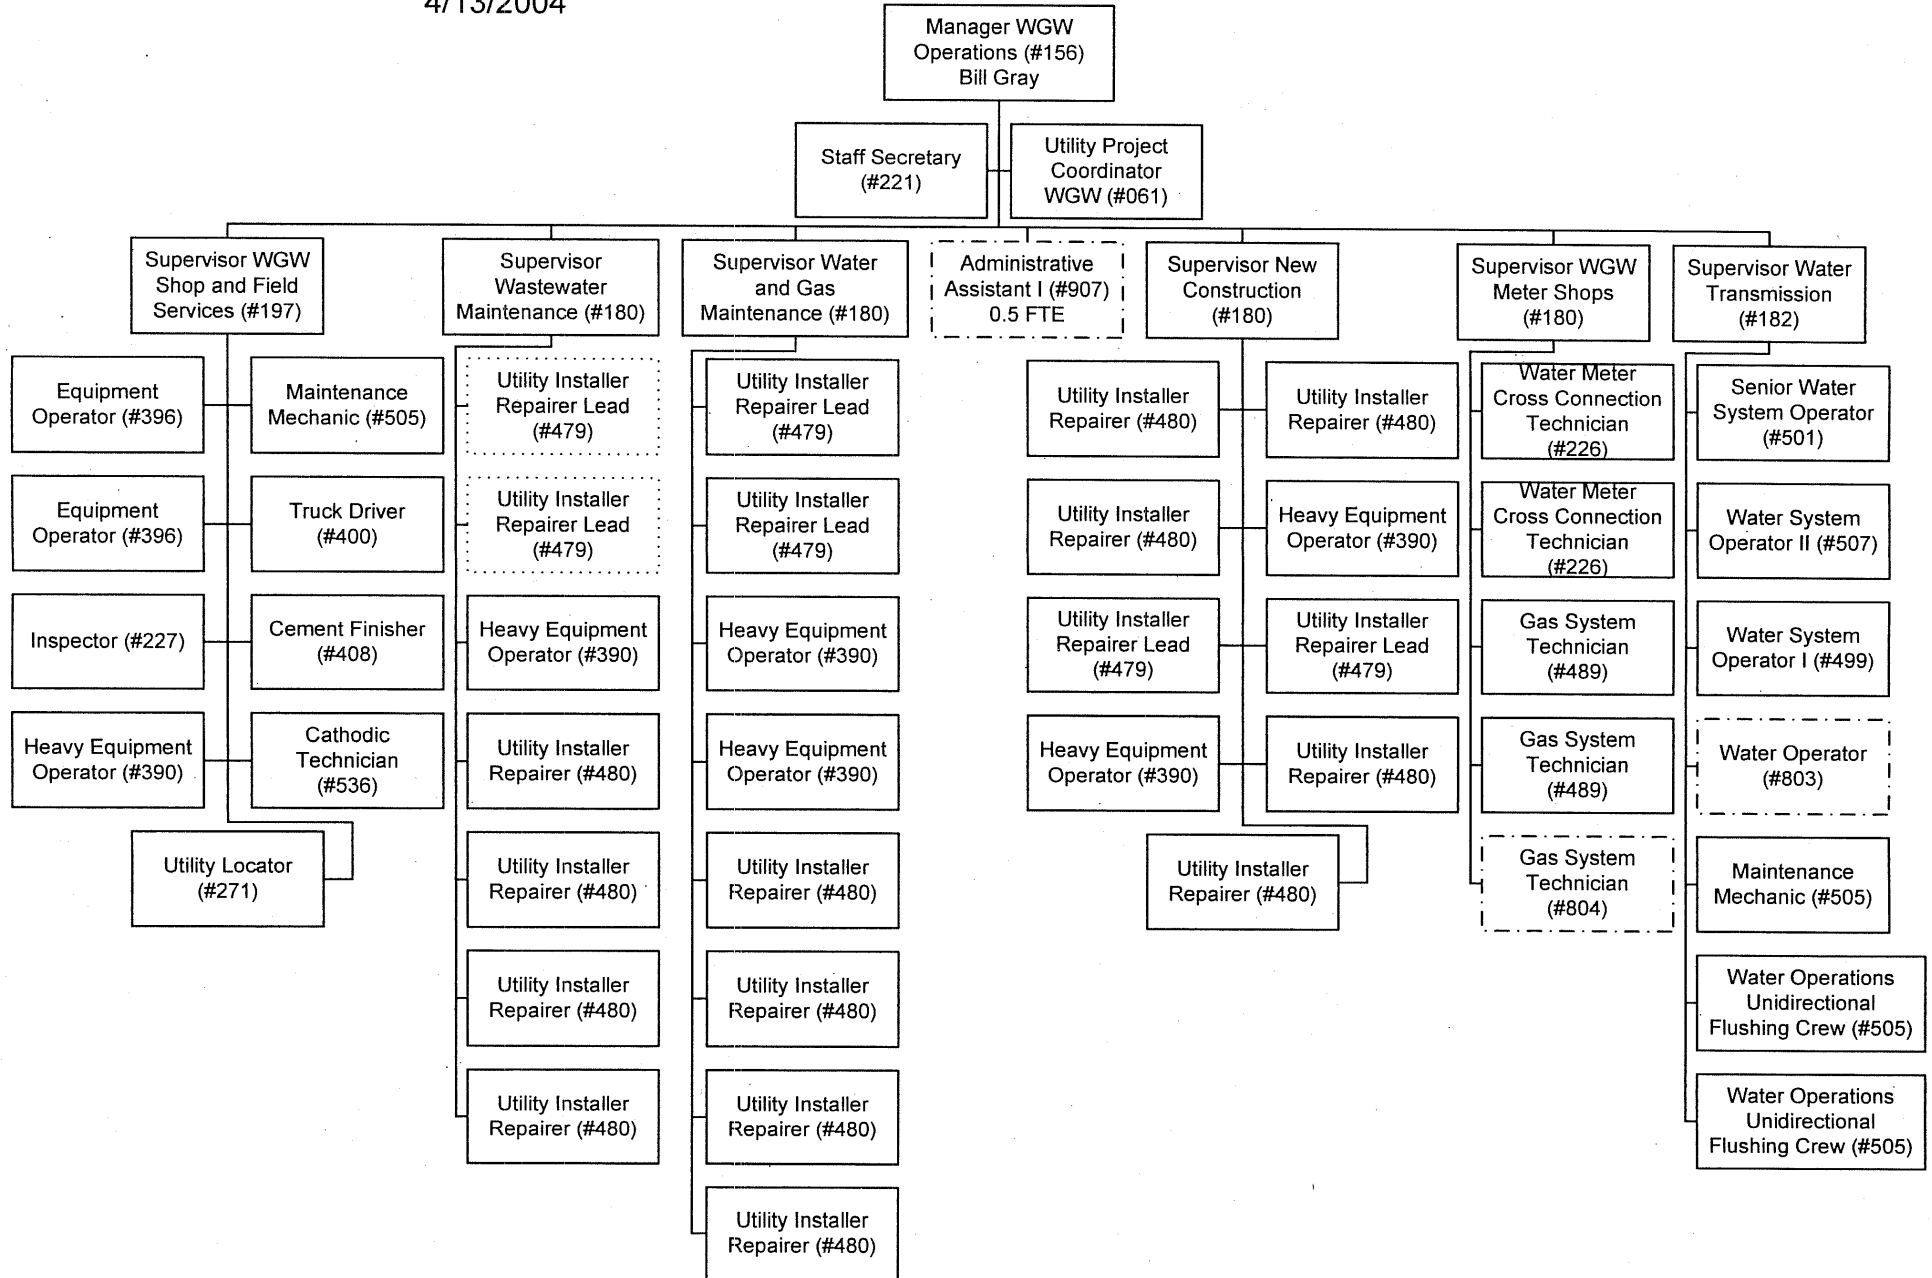 4/13/2004
Manager WGW
Operations (#156)
Bill Gray
Staff Secretary
(#221)
Utility Project
Coordinator
WGW (#061)
Supervisor WGW
Shop and Field
Services (#197)
Supervisor
Wastewater
Maintenance (#180)
Supervisor Water
and Gas
Maintenance (#180)
Administrative
Assistant I (#907)
0.5 FTE
Supervisor New
Construction
(#180)
Supervisor WGW
Meter Shops
(#180)
Supervisor Water
Transmission
(#182)
Equipment
Operator (#396)
Maintenance
Mechanic (#505)
Equipment
Operator (#396)
Truck Driver
(#400)
Inspector (#227)
Cement Finisher
(#408)
Heavy Equipment
Operator (#390)
Cathodic
Technician
(#536)
Utility Locator
(#271)
Utility Installer
Repairer Lead
(#479)
Utility Installer
Repairer Lead
(#479)
Heavy Equipment
Operator (#390)
Utility Installer
Repairer (#480)
Utility Installer
Repairer (#480)
Utility Installer
Repairer (#480)
Utility Installer
Repairer (#480)
Utility Installer
Repairer Lead
(#479)
Utility Installer
Repairer Lead
(#479)
Heavy Equipment
Operator (#390)
Heavy Equipment
Operator (#390)
Utility Installer
Repairer (#480)
Utility Installer
Repairer (#480)
Utility Installer
Repairer (#480)
Utility Installer
Repairer (#480)
Utility Installer
Repairer (#480)
Utility Installer
Repairer (#480)
Utility Installer
Repairer (#480)
Heavy Equipment
Operator (#390)
Utility Installer
Repairer Lead
(#479)
Utility Installer
Repairer Lead
(#479)
Heavy Equipment
Operator (#390)
Utility Installer
Repairer (#480)
Utility Installer
Repairer (#480)
Water Meter
Cross Connection
Technician
(#226)
Water Meter
Cross Connection
Technician
(#226)
Gas System
Technician
(#489)
Gas System
Technician
(#489)
Gas System
Technician
(#804)
Senior Water
System Operator
(#501)
Water System
Operator II (#507)
Water System
Operator I (#499)
Water Operator
(#803)
Maintenance
Mechanic (#505)
Water Operations
Unidirectional
Flushing Crew (#505)
Water Operations
Unidirectional
Flushing Crew (#505)